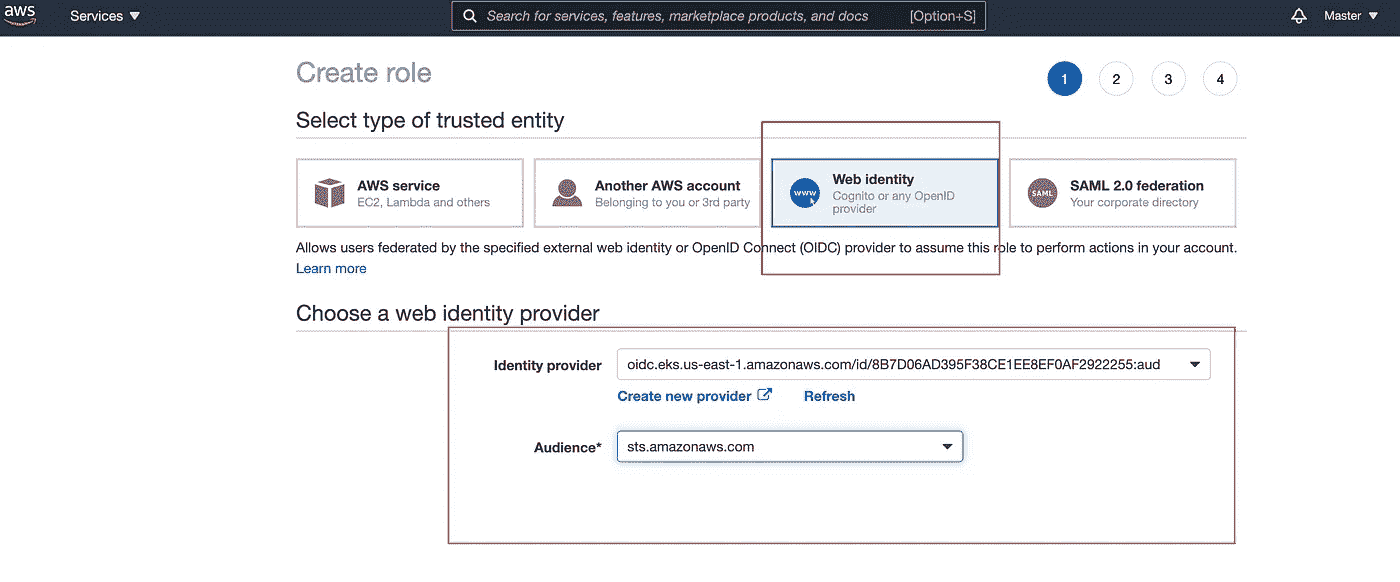 aws
Services
Search for services, features, marketplace products, and docs [Option+S]
Master
Create role
1 2 3 4
Select type of trusted entity
AWS service
EC2, Lambda and others
Another AWS account
Belonging to you or 3rd party
www
Web identity
Cognito or any OpenID
provider
SAML
SAML 2.0 federation
Your corporate directory
Allows users federated by the specified external web identity or OpenID Connect (OIDC) provider to assume this role to perform actions in your account.
Learn more
Choose a web identity provider
Identity provider
oidc.eks.us-east-1.amazonaws.com/id/8B7D06AD395F38CE1EE8EF0AF2922255:aud
Create new provider
Refresh
Audience*
sts.amazonaws.com